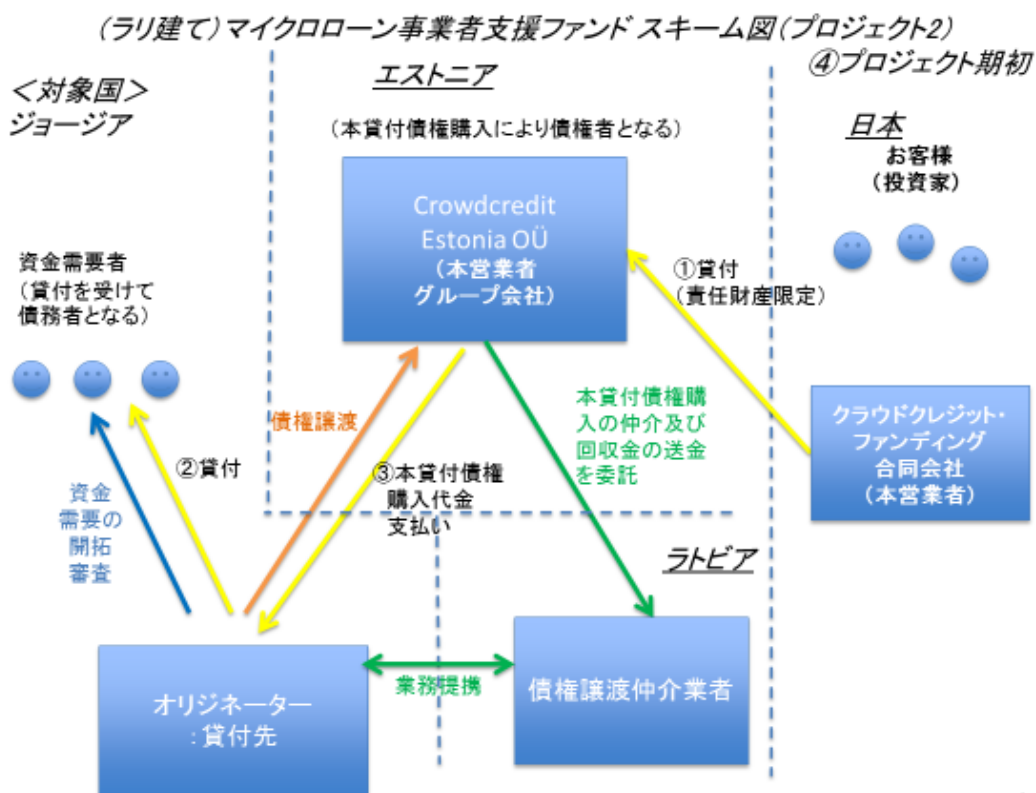 (ラリ建て)マイクロローン事業者支援ファンド スキーム図(プロジェクト2)
<対象国>
ジョージア
エストニア
④プロジェクト期初
(本貸付債権購入により債権者となる)
日本
お客様
(投資家)
Crowdcredit
Estonia OÜ
(本営業者
グループ会社)
①貸付
(責任財産限定)
資金需要者
(貸付を受けて
債務者となる)
債権譲渡
本貸付債権購
入の仲介及び
回収金の送金
を委託
クラウドクレジット・
ファンディング
合同会社
(本営業者)
②貸付
③本貸付債権
購入代金
支払い
資金
需要の
開拓
審査
ラトビア
オリジネーター
:貸付先
業務提携
債権譲渡仲介業者